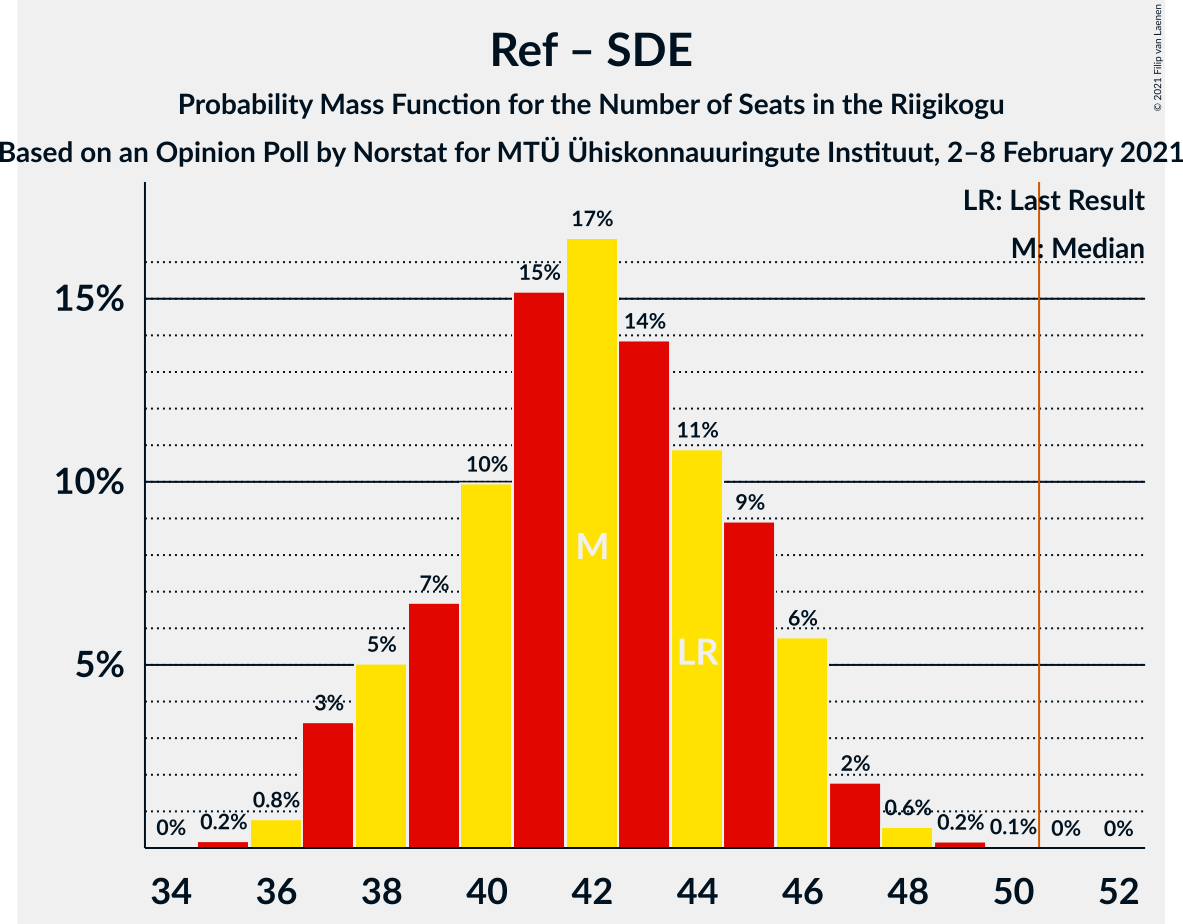 Ref – SDE
Probability Mass Function for the Number of Seats in the Riigikogu
Based on an Opinion Poll by Norstat for MTÜ Ühiskonnauuringute Instituut, 2–8 February 2021
© 2021 Filip van Laenen
LR: Last Result
M: Median
17%
15%
14%
11%
10%
9%
7%
6%
5%
3%
2%
0.8%
0.6%
0%
0.2%
0.2%
0.1%
0%
0%
M
LR
15%
10%
5%
34 36 38 40 42 44 46 48 50 52